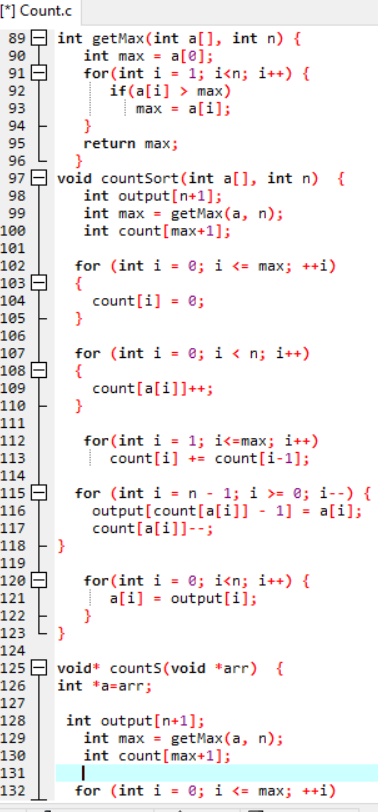 [*] Count.c
89 int getMax(int a[], int n) {
90 int max = a[0];
91 for(int i = 1; i<n; i++) {
92 if(a[i] > max)
93 max = a[i];
94 }
95 return max;
96 }
97 void countSort(int a[], int n) {
98 int output[n+1];
99 int max = getMax(a, n);
100 int count[max+1];
101
102 for (int i = 0; i <= max; ++i)
103 {
104 count[i] = 0;
105 }
106
107 for (int i = 0; i < n; i++)
108 {
109 count[a[i]]++;
110 }
111
112 for(int i = 1; i<=max; i++)
113 count[i] += count[i-1];
114
115 for (int i = n - 1; i >= 0; i--) {
116 output[count[a[i]] - 1] = a[i];
117 count[a[i]]--;
118 }
119
120 for(int i = 0; i<n; i++) {
121 a[i] = output[i];
122 }
123 }
124
125 void* countS(void *arr) {
126 int *a=arr;
127
128 int output[n+1];
129 int max = getMax(a, n);
130 int count[max+1];
131
132 for (int i = 0; i <= max; ++i)